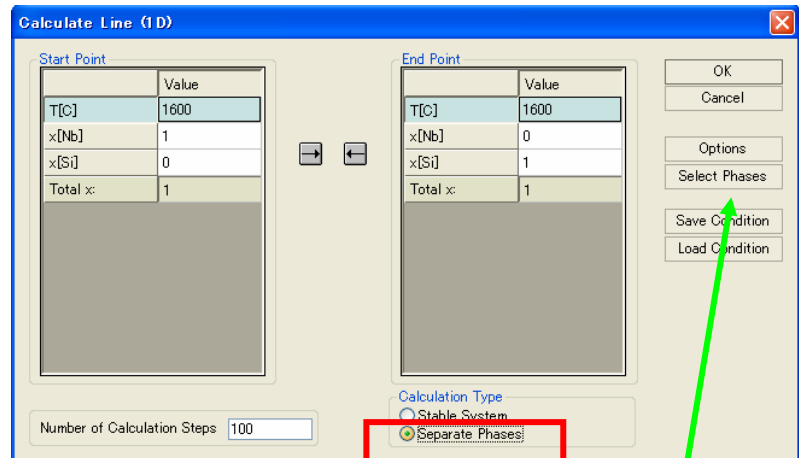 Calculate Line (1D)
Start Point
Value
T[C] 1600
x[Nb] 1
x[Si] 0
Total x: 1
Number of Calculation Steps 100
End Point
Value
T[C] 1600
x[Nb] 0
x[Si] 1
Total x: 1
Calculation Type
Stable System
Separate Phases
OK
Cancel
Options
Select Phases
Save Condition
Load Condition